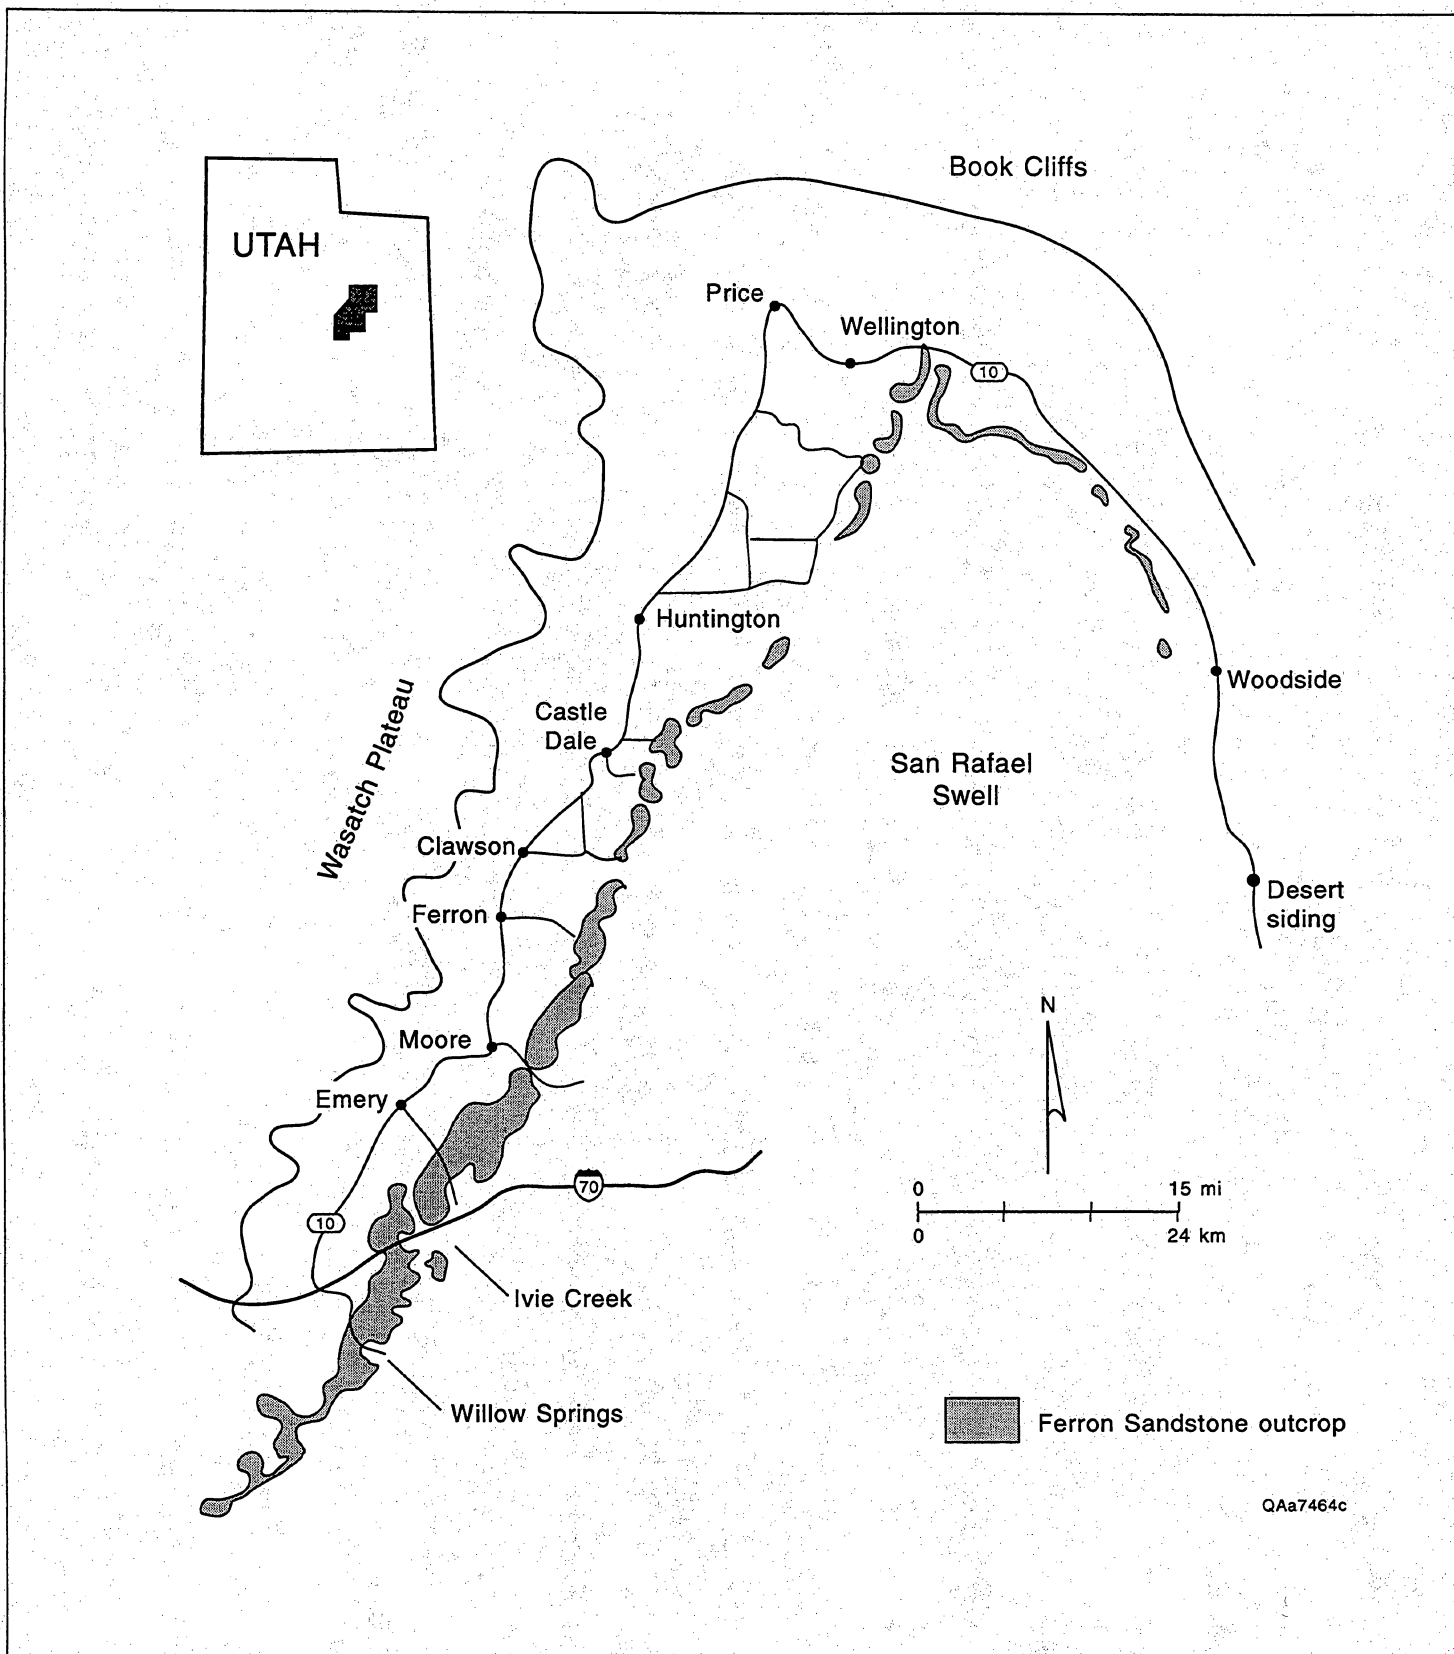 Book Cliffs
UTAH
Price
Wellington
10
Huntington
Woodside
Castle
Dale
Wasatch Plateau
San Rafael
Swell
Clawson
Desert
siding
Ferron
N
Moore
Emery
70
0 15 mi
0 24 km
10
Ivie Creek
Willow Springs
Ferron Sandstone outcrop
QAa7464c